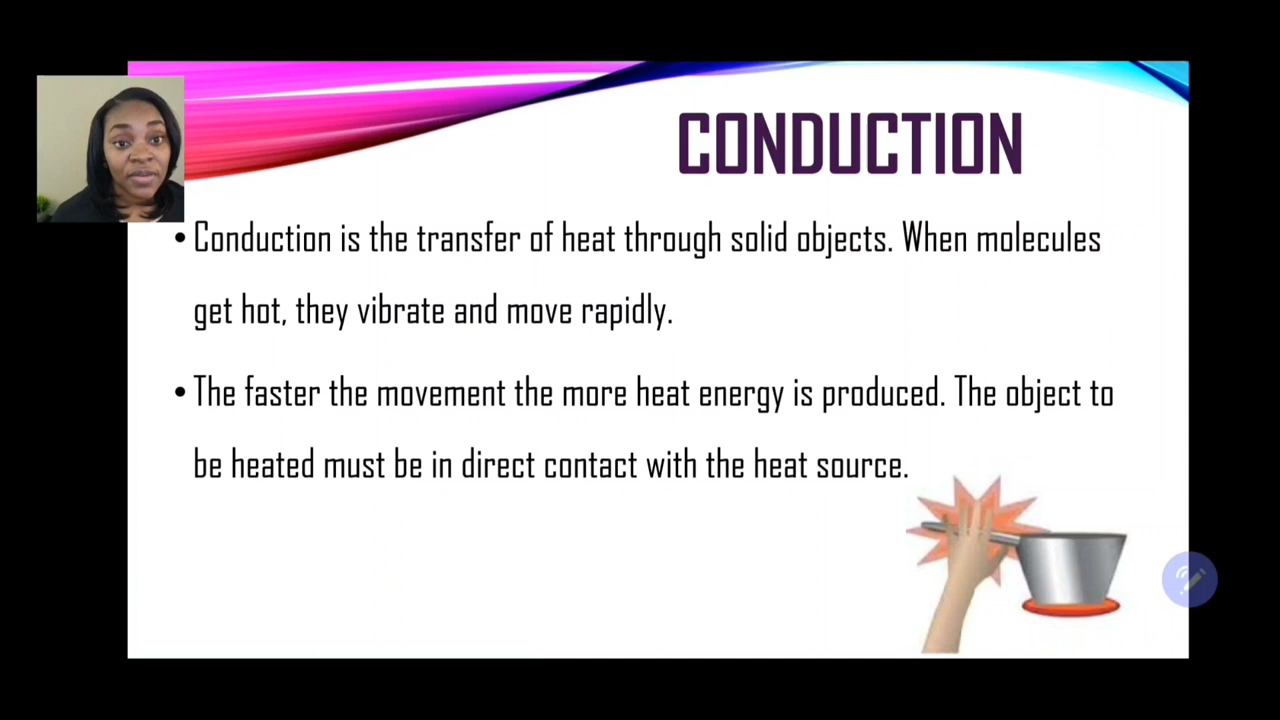 CONDUCTION
• Conduction is the transfer of heat through solid objects. When molecules
get hot, they vibrate and move rapidly.
• The faster the movement the more heat energy is produced. The object to
be heated must be in direct contact with the heat source.